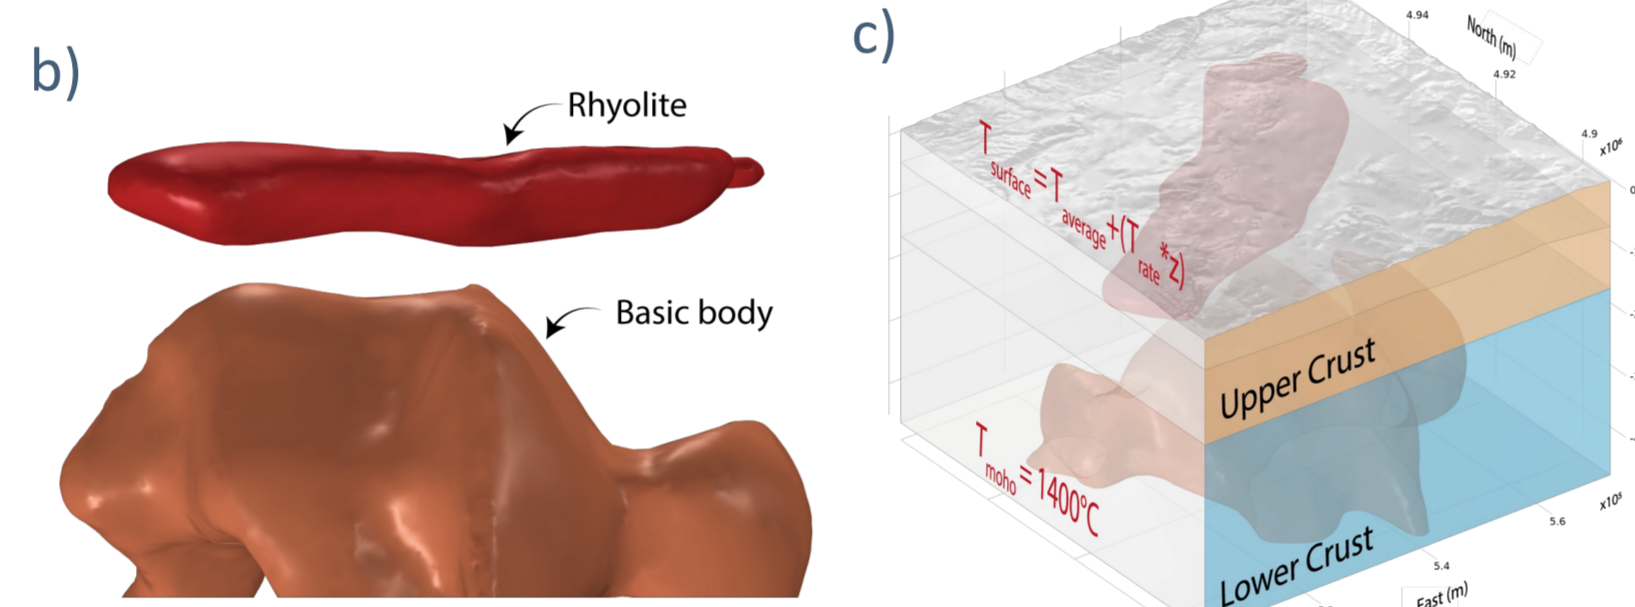 b)
Rhyolite
Basic body
c)
4.94
North (m)
4.92
4.9
x10⁶
T surface = T average + (T rate * z)
Upper Crust
T moho = 1400°C
Lower Crust
x10⁵
5.6
5.4
East (m)